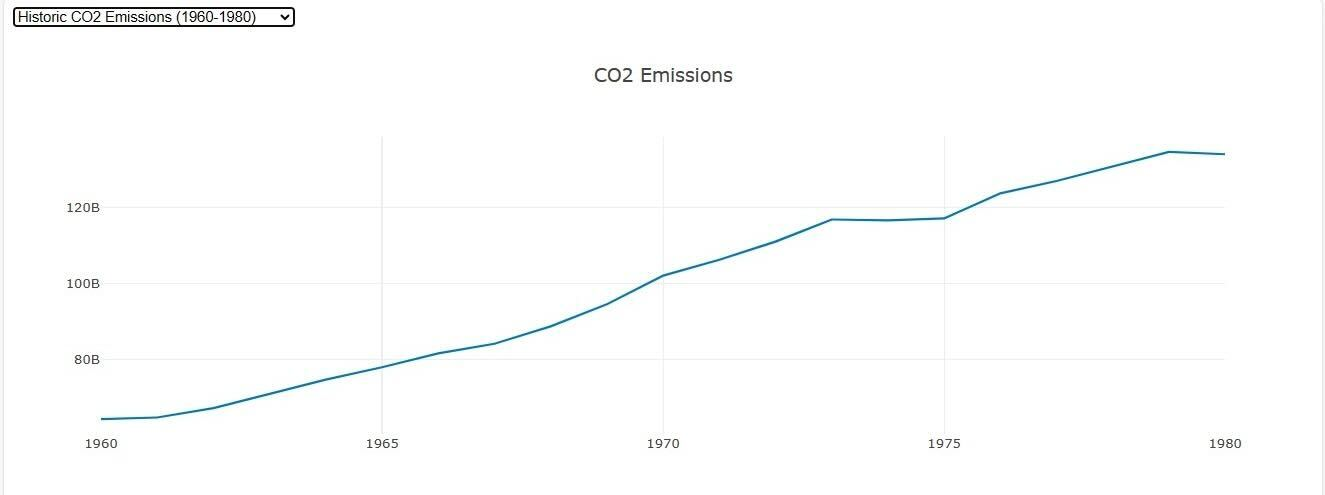 Historic CO2 Emissions (1960-1980)
CO2 Emissions
120B
100B
80B
1960 1965 1970 1975 1980